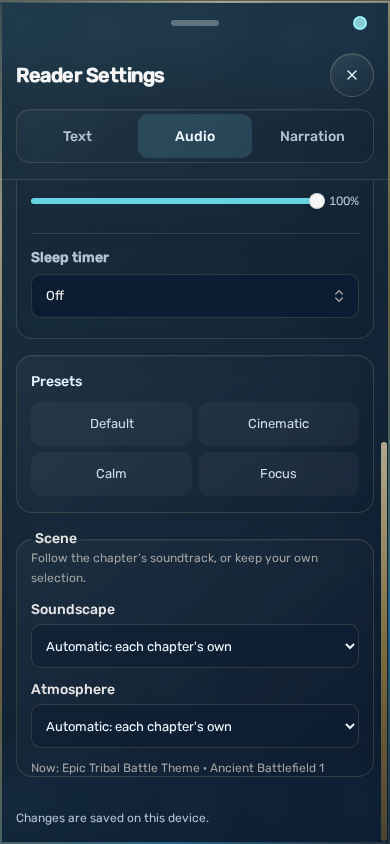 Reader Settings
Text
Audio
Narration
100%
Sleep timer
Off
Presets
Default
Cinematic
Calm
Focus
Scene
Follow the chapter’s soundtrack, or keep your own
selection.
Soundscape
Automatic: each chapter's own
Atmosphere
Automatic: each chapter's own
Now: Epic Tribal Battle Theme • Ancient Battlefield 1
Changes are saved on this device.